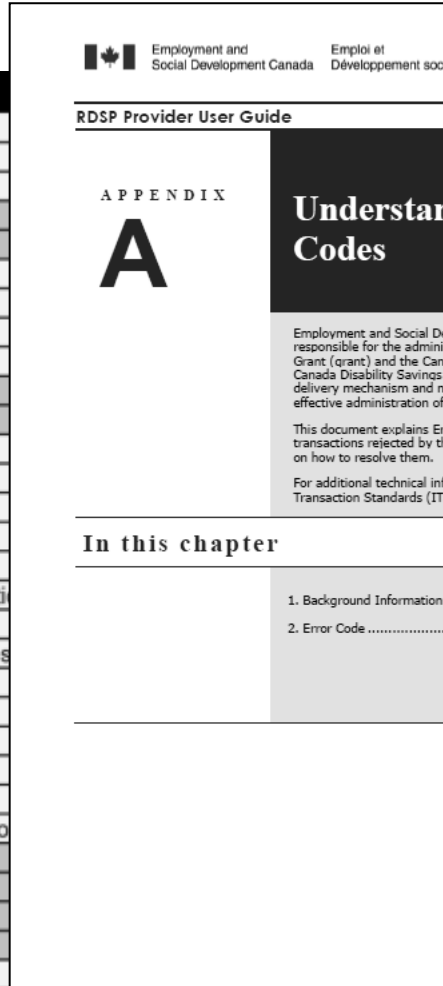 Employment and
Social Development Canada
Emploi et
Développement soc
RDSP Provider User Guide
APPENDIX
A
Understan
Codes
Employment and Social De
responsible for the admini
Grant (grant) and the Can
Canada Disability Savings
delivery mechanism and n
effective administration of
This document explains Er
transactions rejected by th
on how to resolve them.
For additional technical inf
Transaction Standards (IT
In this chapter
1. Background Information
2. Error Code ..................